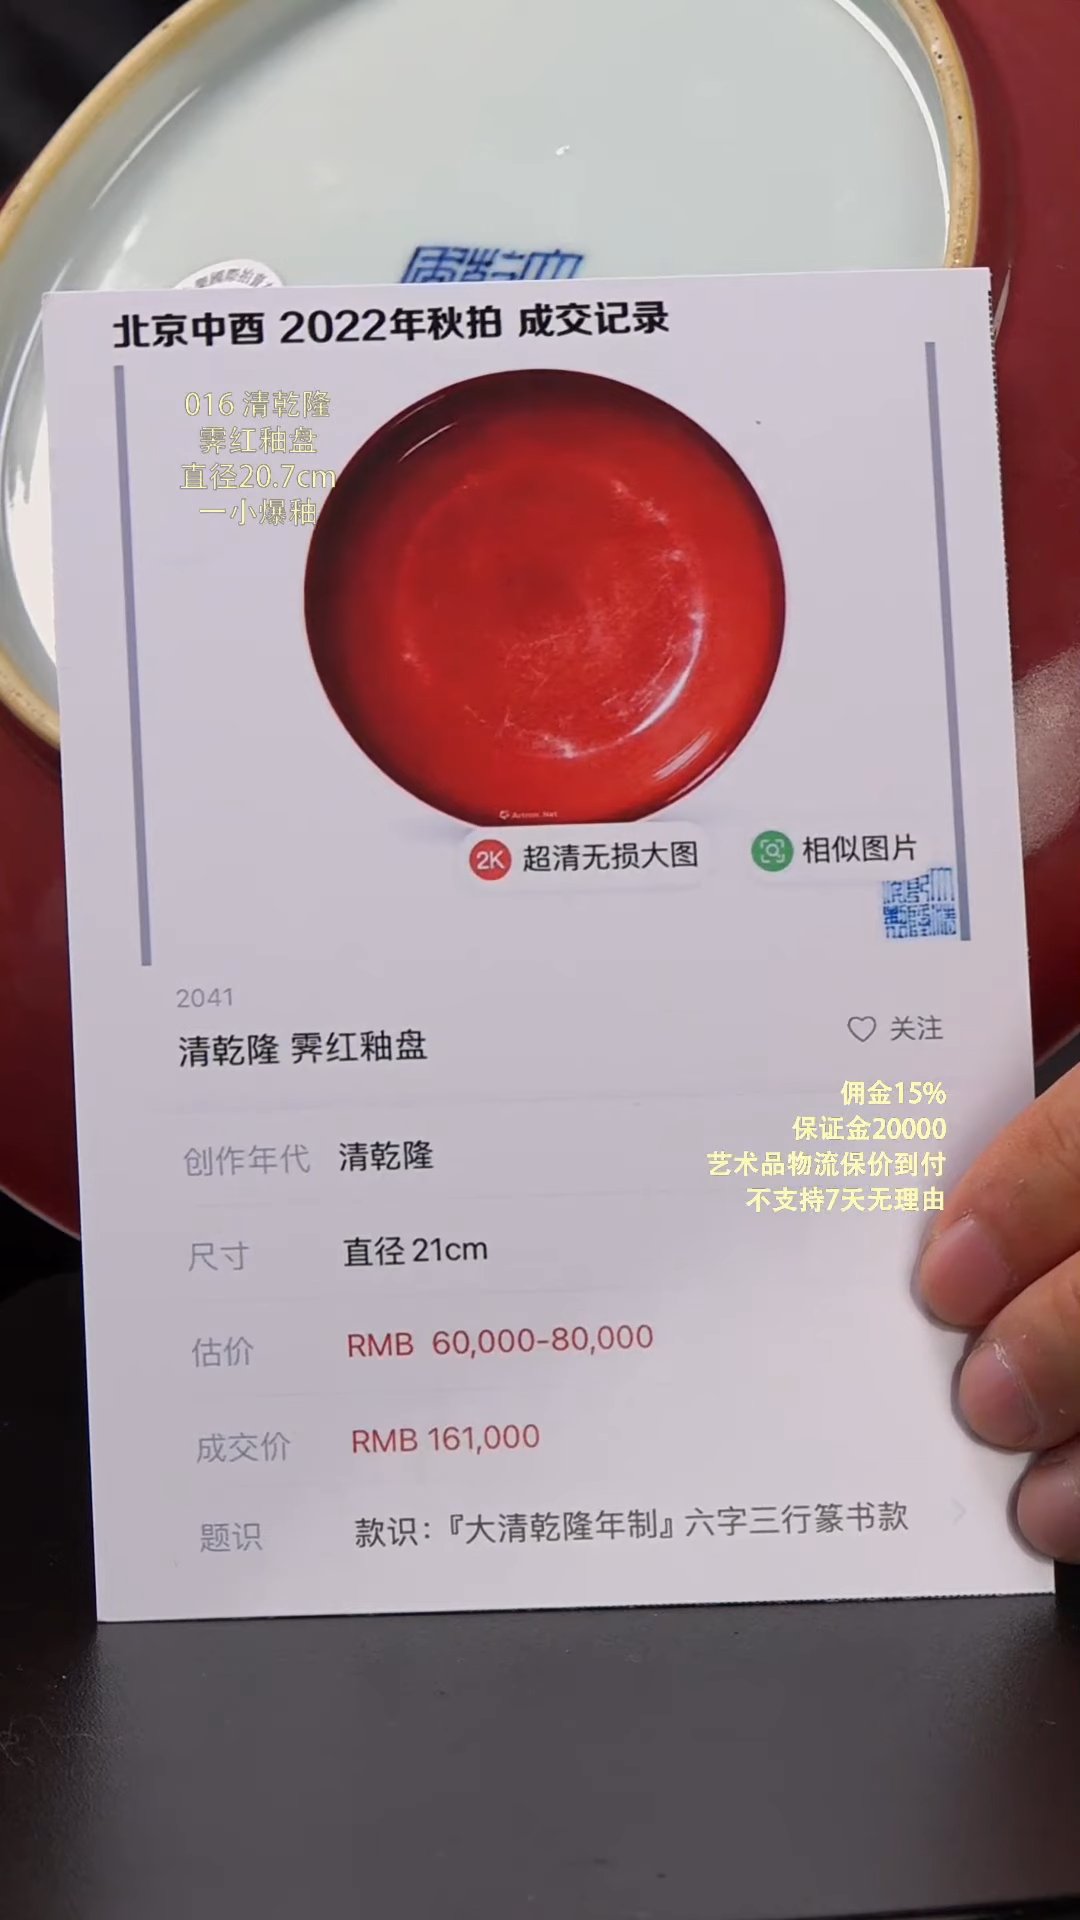 北京中酉 2022年秋拍 成交记录
016 清乾隆
霁红釉盘
直径20.7cm
一小爆釉
Artron.Net
2K 超清无损大图
相似图片
2041
清乾隆 霁红釉盘
关注
佣金15%
保证金20000
艺术品物流保价到付
不支持7天无理由
创作年代 清乾隆
尺寸 直径 21cm
估价 RMB 60,000-80,000
成交价 RMB 161,000
题识 款识:『大清乾隆年制』六字三行篆书款